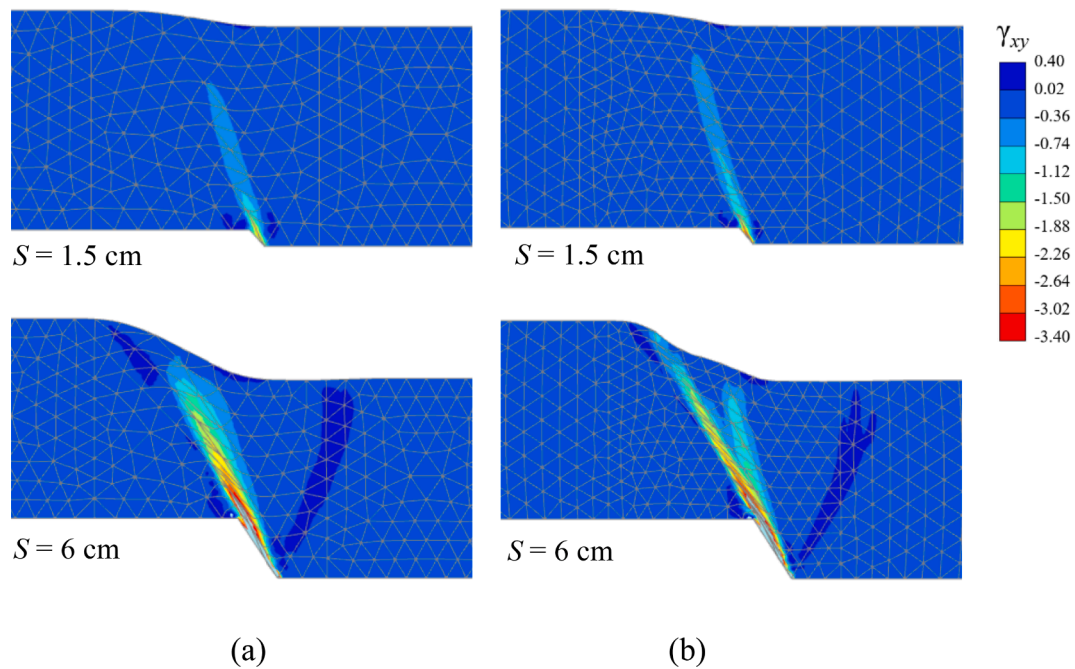 γxy
0.40
0.02
-0.36
-0.74
-1.12
-1.50
-1.88
-2.26
-2.64
-3.02
-3.40
S = 1.5 cm
S = 1.5 cm
S = 6 cm
S = 6 cm
(a)
(b)